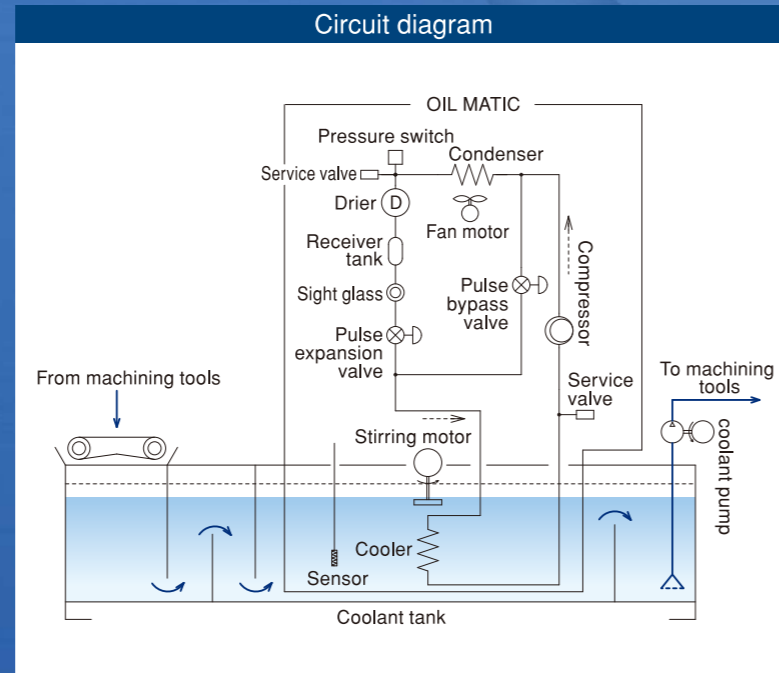 Circuit diagram
OIL MATIC
Pressure switch
Condenser
Service valve
Drier
D
Fan motor
Receiver
tank
Compressor
Sight glass
Pulse
bypass
valve
Pulse
expansion
valve
From machining tools
Service
valve
To machining
tools
Stirring motor
coolant pump
Cooler
Sensor
Coolant tank